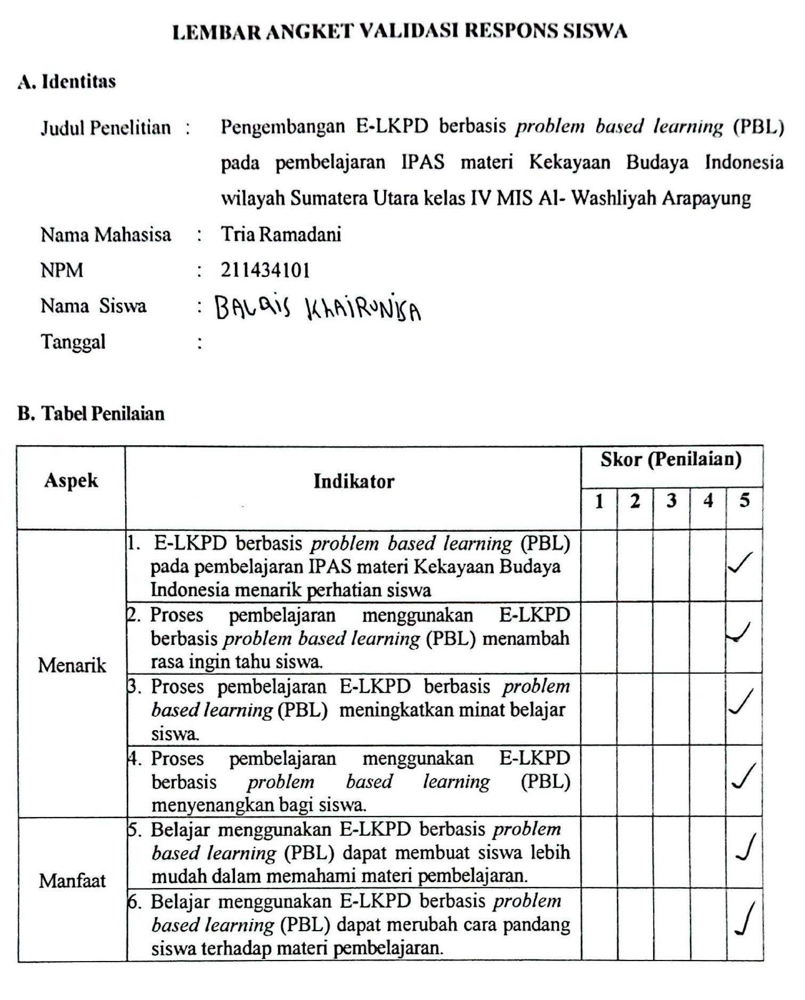 LEMBAR ANGKET VALIDASI RESPONS SISWA
A. Identitas
Judul Penelitian : Pengembangan E-LKPD berbasis problem based learning (PBL)
pada pembelajaran IPAS materi Kekayaan Budaya Indonesia
wilayah Sumatera Utara kelas IV MIS Al- Washliyah Arapayung
Nama Mahasisa : Tria Ramadani
NPM : 211434101
Nama Siswa : BALQiS KhAiRUNiSA
Tanggal :
B. Tabel Penilaian
Aspek Indikator Skor (Penilaian)
1 2 3 4 5
Menarik
1. E-LKPD berbasis problem based learning (PBL)
pada pembelajaran IPAS materi Kekayaan Budaya
Indonesia menarik perhatian siswa ✓
2. Proses pembelajaran menggunakan E-LKPD
berbasis problem based learning (PBL) menambah
rasa ingin tahu siswa. ✓
3. Proses pembelajaran E-LKPD berbasis problem
based learning (PBL) meningkatkan minat belajar
siswa. ✓
4. Proses pembelajaran menggunakan E-LKPD
berbasis problem based learning (PBL)
menyenangkan bagi siswa. ✓
Manfaat
5. Belajar menggunakan E-LKPD berbasis problem
based learning (PBL) dapat membuat siswa lebih
mudah dalam memahami materi pembelajaran. ✓
6. Belajar menggunakan E-LKPD berbasis problem
based learning (PBL) dapat merubah cara pandang
siswa terhadap materi pembelajaran. ✓